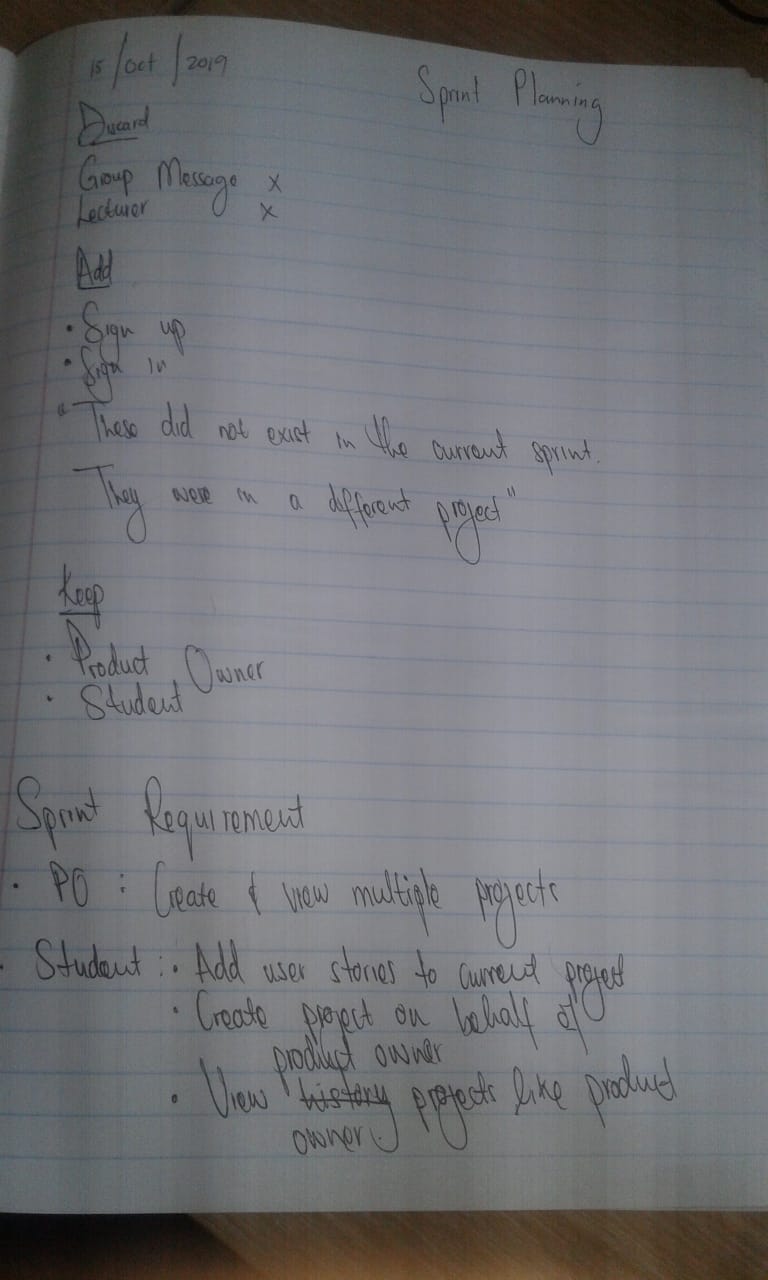 15/Oct/2019
Sprint Planning
Discard
Group Message x
Lecturer x
Add
• Sign up
• Sign in
"These did not exist in the current sprint.
They were in a different project"
Keep
• Product Owner
• Student
Sprint Requirement
• PO : Create & view multiple projects
• Student : • Add user stories to current project
• Create project on behalf of
product owner
• View history projects like product
owner